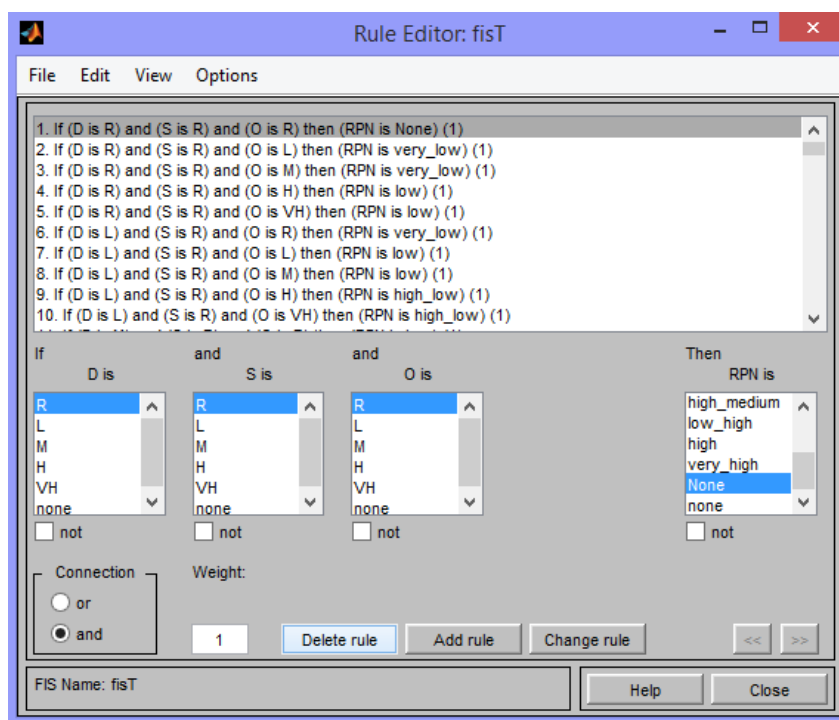 Rule Editor: fisT
File Edit View Options
1. If (D is R) and (S is R) and (O is R) then (RPN is None) (1)
2. If (D is R) and (S is R) and (O is L) then (RPN is very_low) (1)
3. If (D is R) and (S is R) and (O is M) then (RPN is very_low) (1)
4. If (D is R) and (S is R) and (O is H) then (RPN is low) (1)
5. If (D is R) and (S is R) and (O is VH) then (RPN is low) (1)
6. If (D is L) and (S is R) and (O is R) then (RPN is very_low) (1)
7. If (D is L) and (S is R) and (O is L) then (RPN is low) (1)
8. If (D is L) and (S is R) and (O is M) then (RPN is low) (1)
9. If (D is L) and (S is R) and (O is H) then (RPN is high_low) (1)
10. If (D is L) and (S is R) and (O is VH) then (RPN is high_low) (1)
If and and Then
D is S is O is RPN is
R R R high_medium
L L L low_high
M M M high
H H H very_high
VH VH VH None
none none none none
not not not not
Connection Weight:
or
and 1 Delete rule Add rule Change rule << >>
FIS Name: fisT Help Close